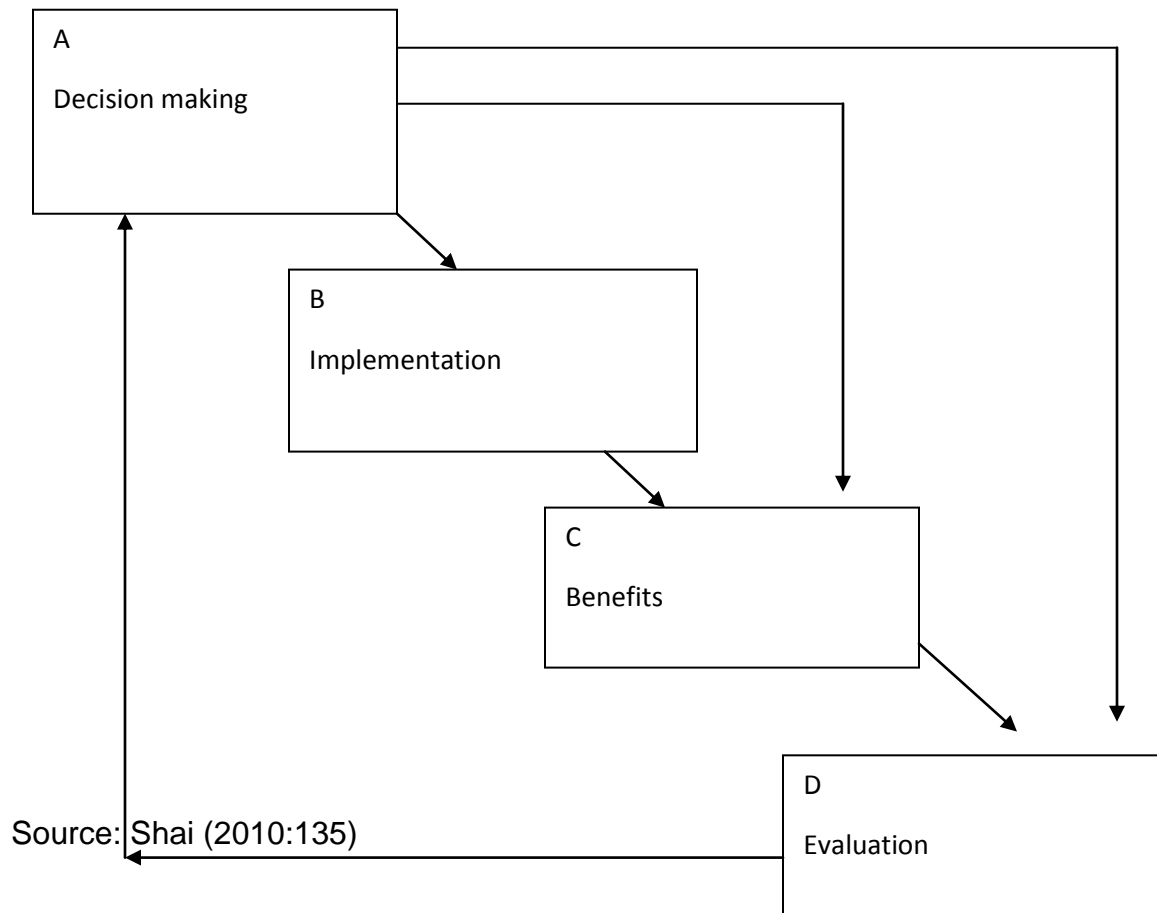 A
Decision making
B
Implementation
C
Benefits
D
Source: Shai (2010:135)
Evaluation